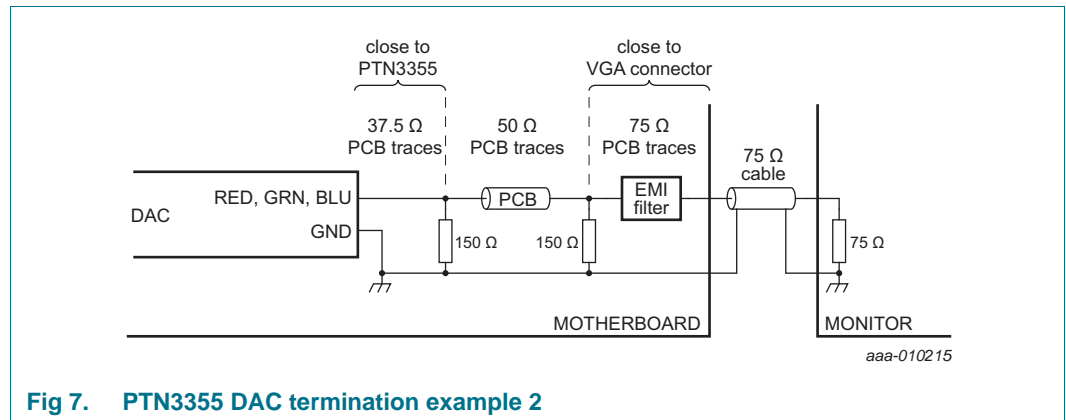 close to
PTN3355
close to
VGA connector
37.5 Ω
PCB traces
50 Ω
PCB traces
75 Ω
PCB traces
75 Ω
cable
RED, GRN, BLU
PCB
EMI
filter
DAC
GND
150 Ω
150 Ω
75 Ω
MOTHERBOARD
MONITOR
aaa-010215
Fig 7. PTN3355 DAC termination example 2